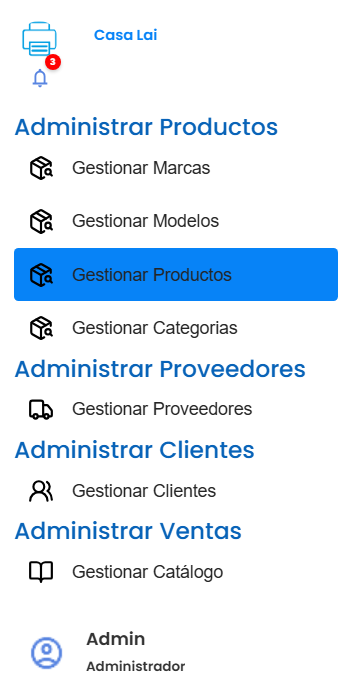 Casa Lai
3
Administrar Productos
Gestionar Marcas
Gestionar Modelos
Gestionar Productos
Gestionar Categorias
Administrar Proveedores
Gestionar Proveedores
Administrar Clientes
Gestionar Clientes
Administrar Ventas
Gestionar Catálogo
Admin
Administrador